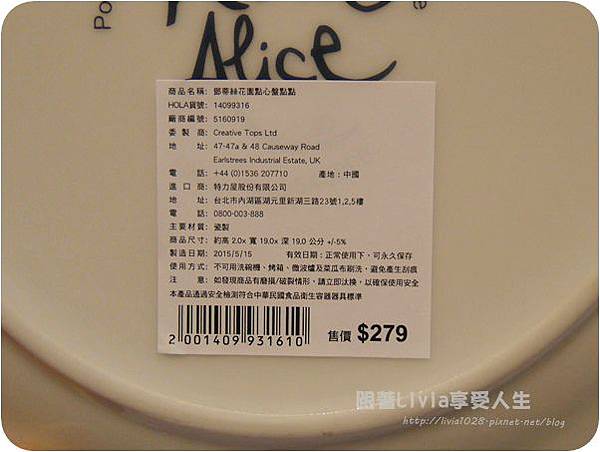 Po
Alice
商品名稱: 鄧蒂絲花園點心盤點點
HOLA貨號: 14099316
廠商編號: 5160919
委製商: Creative Tops Ltd
地址: 47-47a & 48 Causeway Road
Earlstrees Industrial Estate, UK
電話: +44 (0)1536 207710 產地: 中國
進口商: 特力屋股份有限公司
地址: 台北市內湖區湖元里新湖三路23號1,2,5樓
電話: 0800-003-888
主要材質: 瓷製
商品尺寸: 約高 2.0x 寬 19.0x 深 19.0 公分 +/-5%
製造日期: 2015/5/15 有效日期: 正常使用下, 可永久保存
使用方式: 不可用洗碗機、烤箱、微波爐及菜瓜布刷洗, 避免產生刮痕
注意: 如發現商品有磨損/破裂情形, 請立即汰換, 以確保使用安全
本產品通過安全檢測符合中華民國食品衛生容器器具標準
2001409931610 售價 $279
跟著Livia享受人生
http://livia1028.pixnet.net/blog